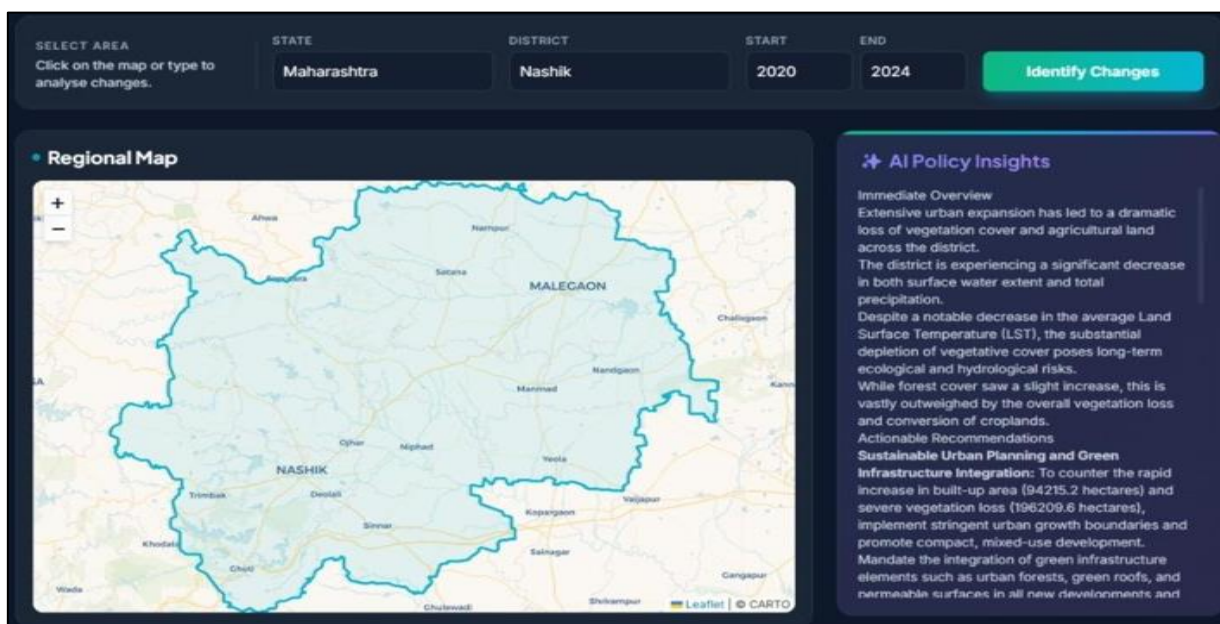 SELECT AREA
Click on the map or type to
analyse changes.
STATE
Maharashtra
DISTRICT
Nashik
START
2020
END
2024
Identify Changes
Regional Map
+
−
Ahwa
Nampur
Satana
MALEGAON
Chalisgaon
Nandgaon
Manmad
Ojhar
Niphad
Yeola
NASHIK
Trimbak
Deolali
Vaijapur
Kopargaon
Sinnar
Khodala
Sainagar
Ghoti
Gangapur
Wada
Shrirampur
Leaflet | © CARTO
AI Policy Insights
Immediate Overview
Extensive urban expansion has led to a dramatic
loss of vegetation cover and agricultural land
across the district.
The district is experiencing a significant decrease
in both surface water extent and total
precipitation.
Despite a notable decrease in the average Land
Surface Temperature (LST), the substantial
depletion of vegetative cover poses long-term
ecological and hydrological risks.
While forest cover saw a slight increase, this is
vastly outweighed by the overall vegetation loss
and conversion of croplands.
Actionable Recommendations
Sustainable Urban Planning and Green
Infrastructure Integration: To counter the rapid
increase in built-up area (94215.2 hectares) and
severe vegetation loss (196209.6 hectares),
implement stringent urban growth boundaries and
promote compact, mixed-use development.
Mandate the integration of green infrastructure
elements such as urban forests, green roofs, and
permeable surfaces in all new developments and